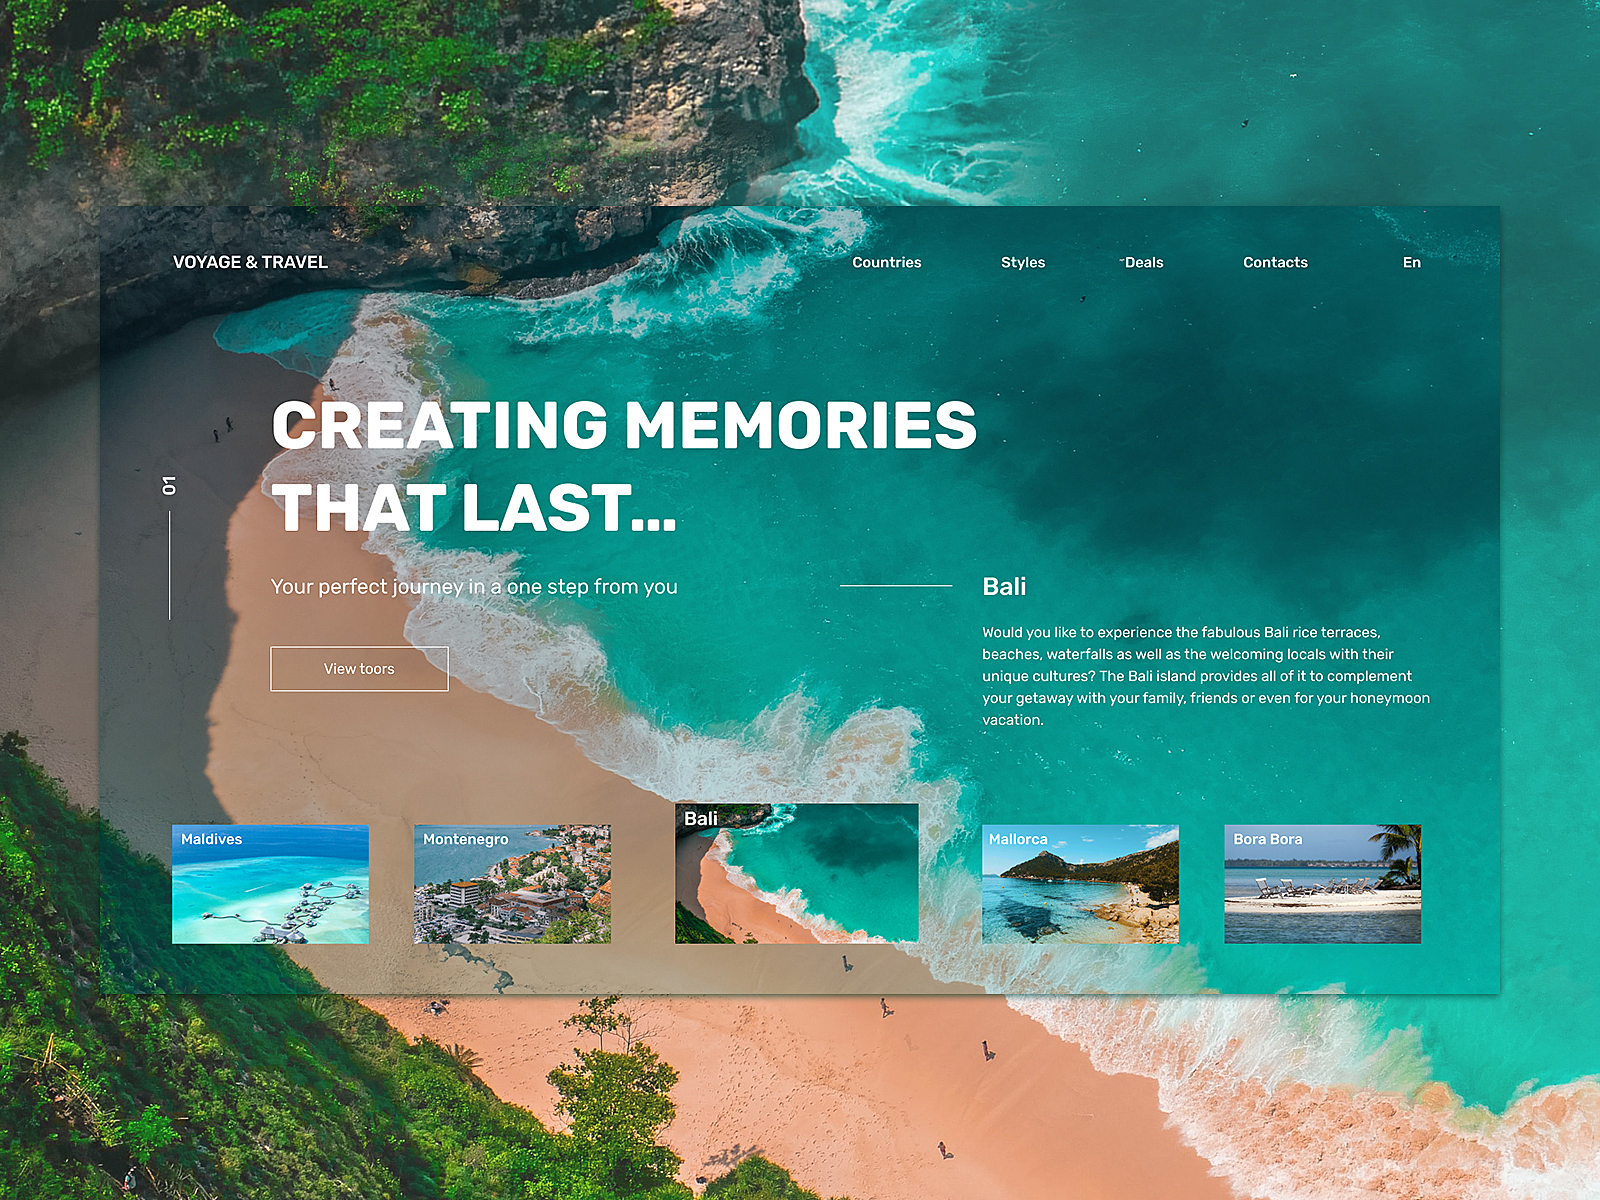 VOYAGE & TRAVEL
Countries
Styles
Deals
Contacts
En
CREATING MEMORIES
THAT LAST...
01
Your perfect journey in a one step from you
View toors
Bali
Would you like to experience the fabulous Bali rice terraces,
beaches, waterfalls as well as the welcoming locals with their
unique cultures? The Bali island provides all of it to complement
your getaway with your family, friends or even for your honeymoon
vacation.
Maldives
Montenegro
Bali
Mallorca
Bora Bora